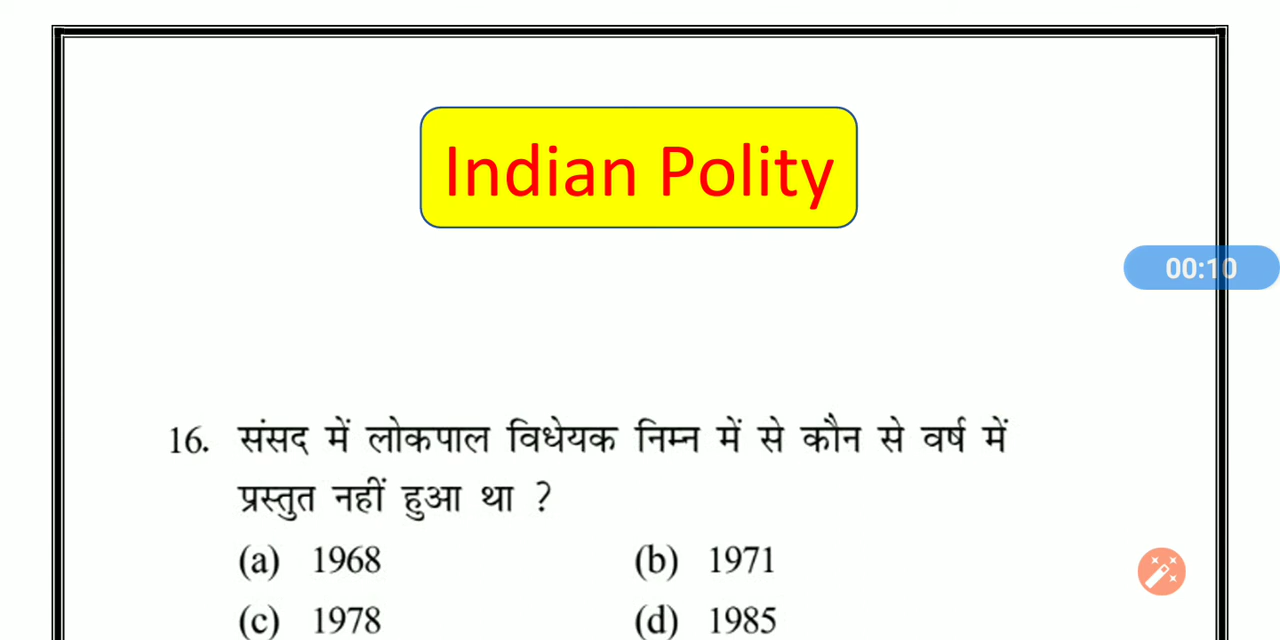 Indian Polity
00:10
16. संसद में लोकपाल विधेयक निम्न में से कौन से वर्ष में
प्रस्तुत नहीं हुआ था ?
(a) 1968 (b) 1971
(c) 1978 (d) 1985